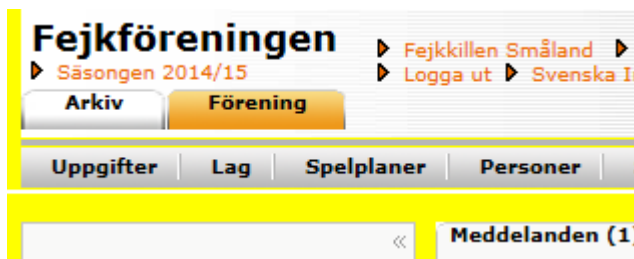 Fejkföreningen
Säsongen 2014/15
Fejkkillen Småland
Logga ut Svenska
Arkiv Förening
Uppgifter Lag Spelplaner Personer
« Meddelanden (1)